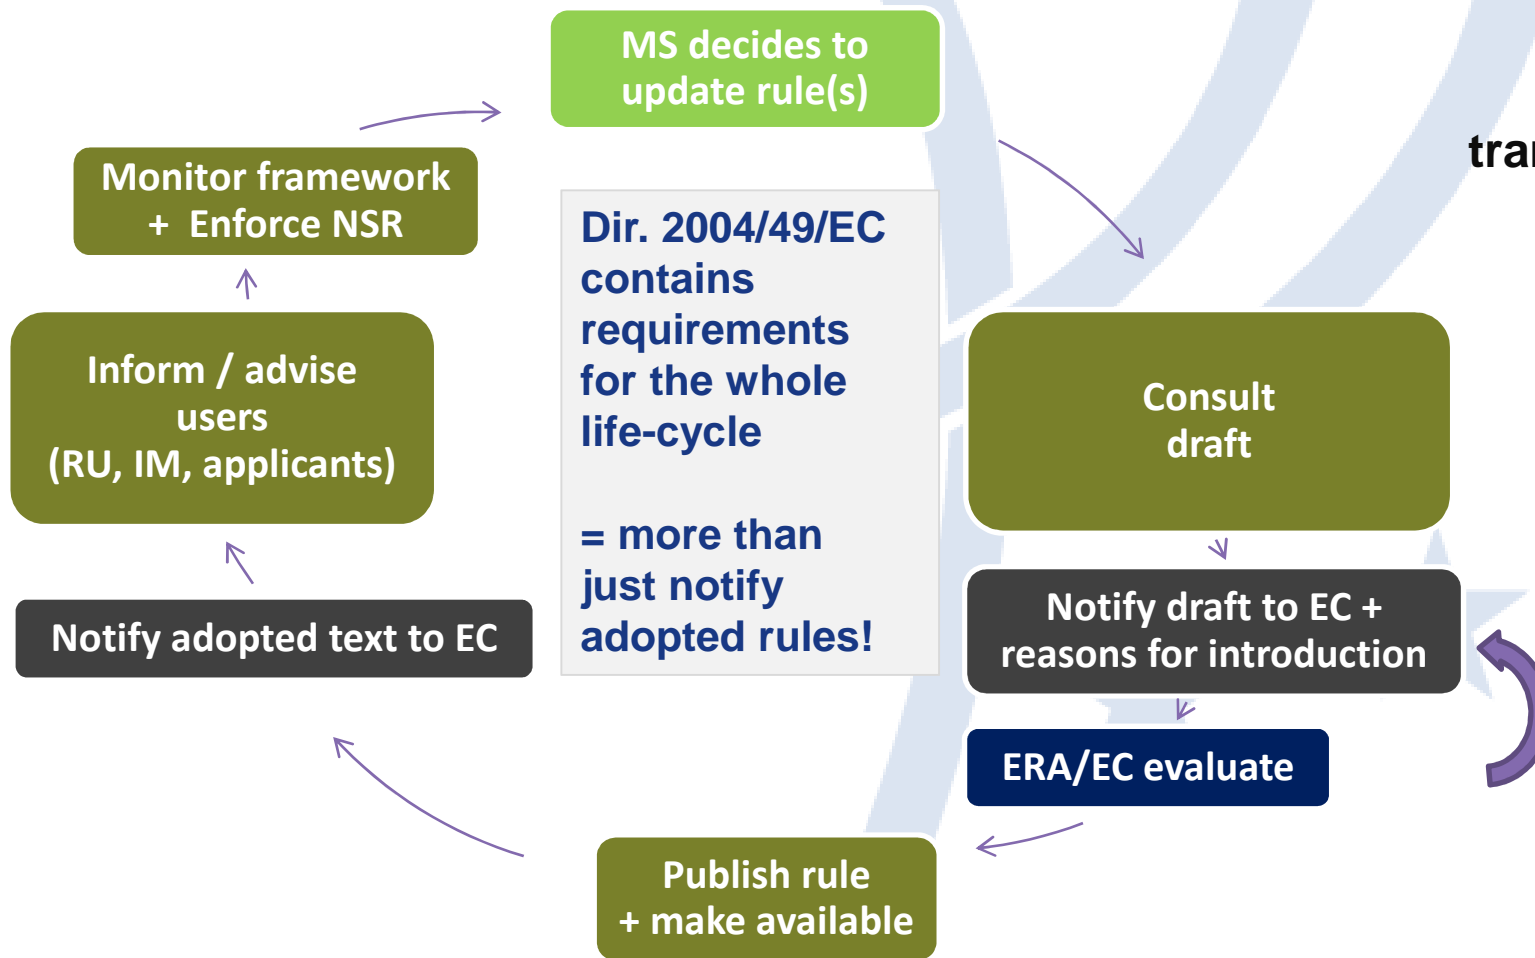 MS decides to
update rule(s)
Monitor framework
+ Enforce NSR
Dir. 2004/49/EC
contains
requirements
for the whole
life-cycle
= more than
just notify
adopted rules!
Inform / advise
users
(RU, IM, applicants)
Consult
draft
Notify adopted text to EC
Notify draft to EC +
reasons for introduction
ERA/EC evaluate
Publish rule
+ make available